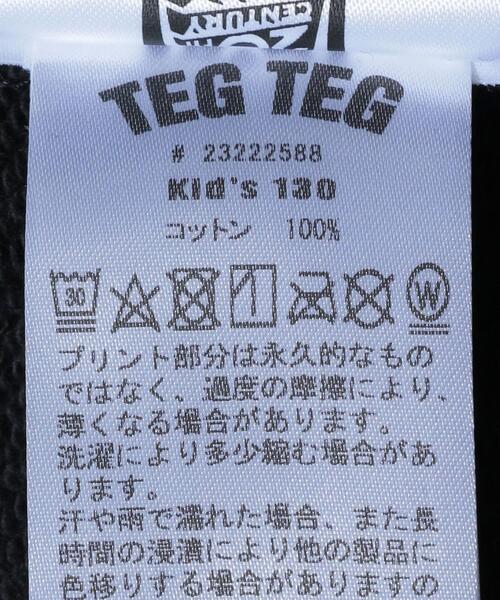 20TH
CENTURY
TEG TEG
# 23222588
Kid's 130
コットン 100%
30
W
プリント部分は永久的なもの
ではなく、過度の摩擦により、
薄くなる場合があります。
洗濯により多少縮む場合があ
ります。
汗や雨で濡れた場合、また長
時間の浸漬により他の製品に
色移りする場合がありますの